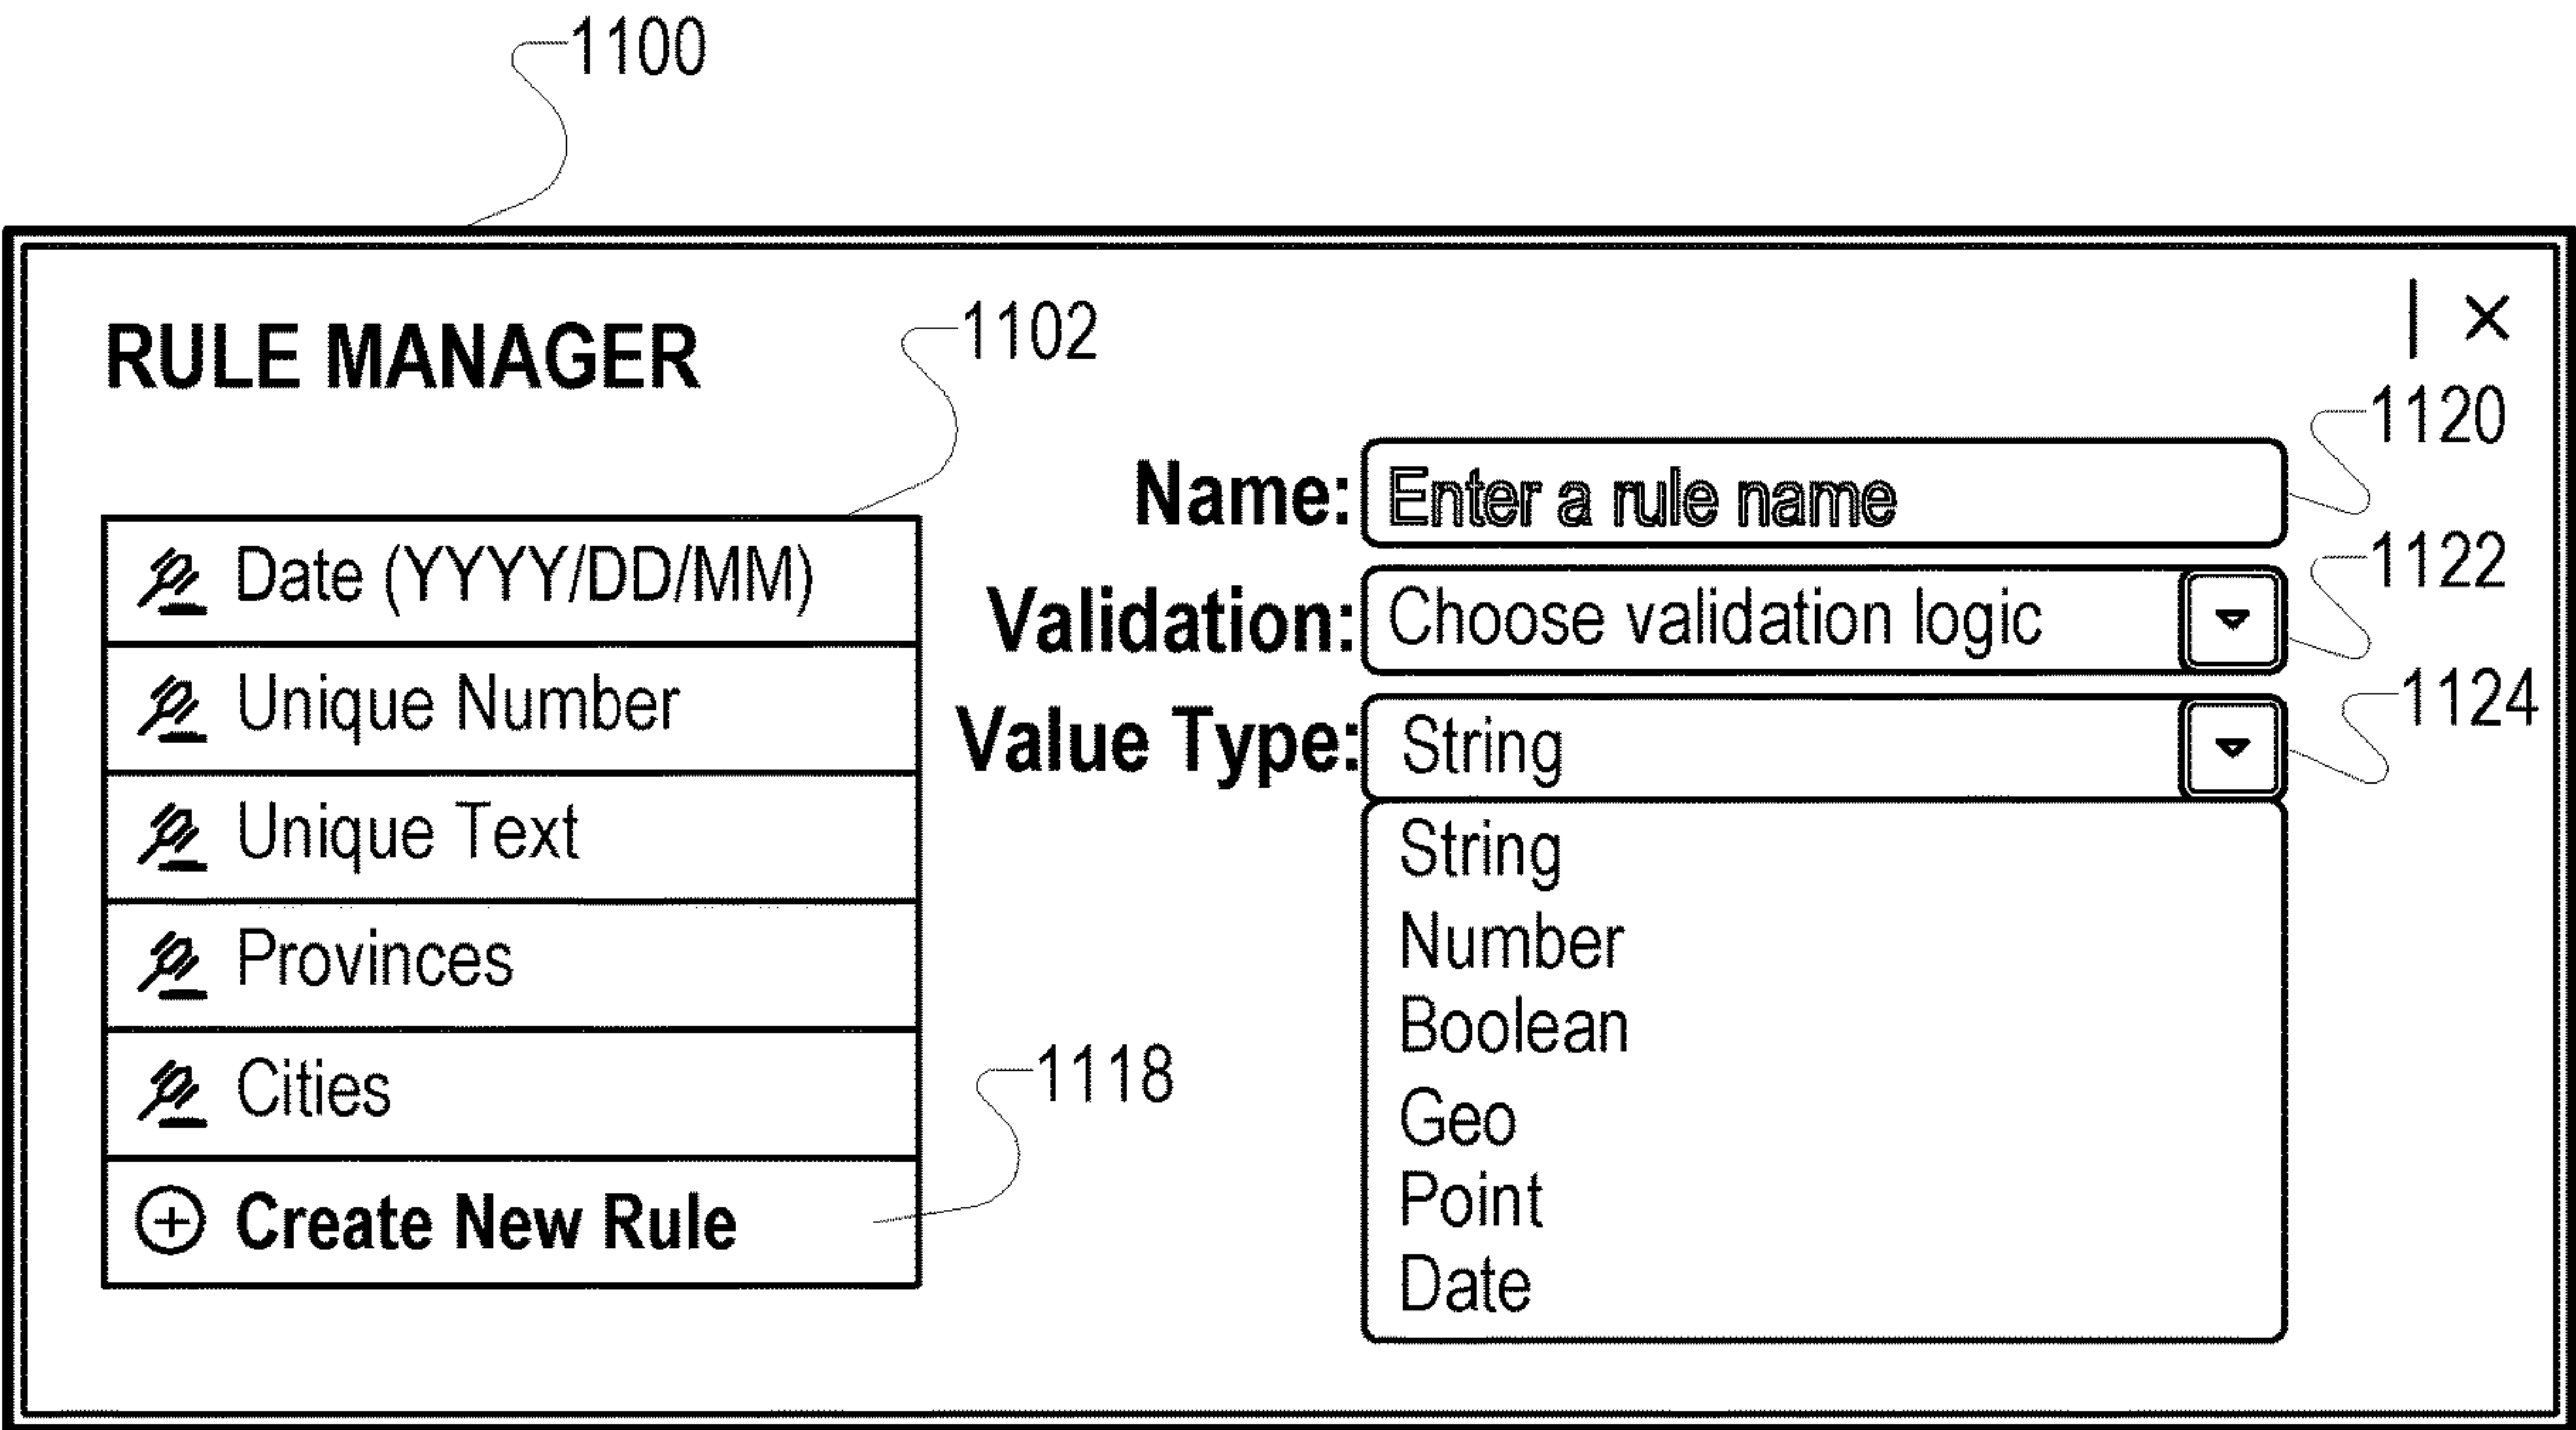 1100
RULE MANAGER
1102
| ×
1120
Name: Enter a rule name
1122
Validation: Choose validation logic
1124
Value Type: String
String
Number
Boolean
Geo
Point
Date
Date (YYYY/DD/MM)
Unique Number
Unique Text
Provinces
Cities
1118
Create New Rule